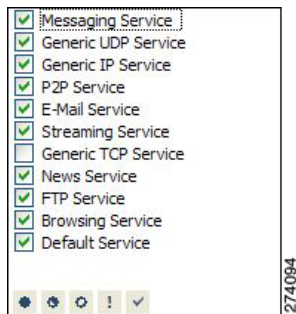 Messaging Service
Generic UDP Service
Generic IP Service
P2P Service
E-Mail Service
Streaming Service
Generic TCP Service
News Service
FTP Service
Browsing Service
Default Service
274094